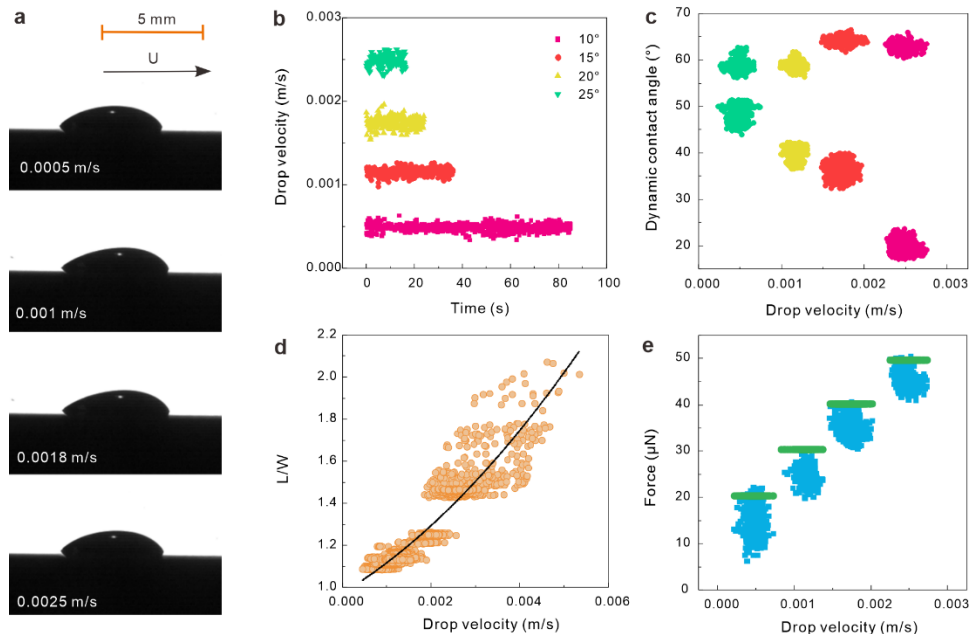 a
5 mm
U
0.0005 m/s
0.001 m/s
0.0018 m/s
0.0025 m/s
b
0.003
0.002
0.001
0.000
Drop velocity (m/s)
10°
15°
20°
25°
0 20 40 60 80 100
Time (s)
c
70
60
50
40
30
20
Dynamic contact angle (°)
0.000 0.001 0.002 0.003
Drop velocity (m/s)
d
2.2
2.0
1.8
1.6
1.4
1.2
1.0
L/W
0.000 0.002 0.004 0.006
Drop velocity (m/s)
e
50
40
30
20
10
0
Force (μN)
0.000 0.001 0.002 0.003
Drop velocity (m/s)